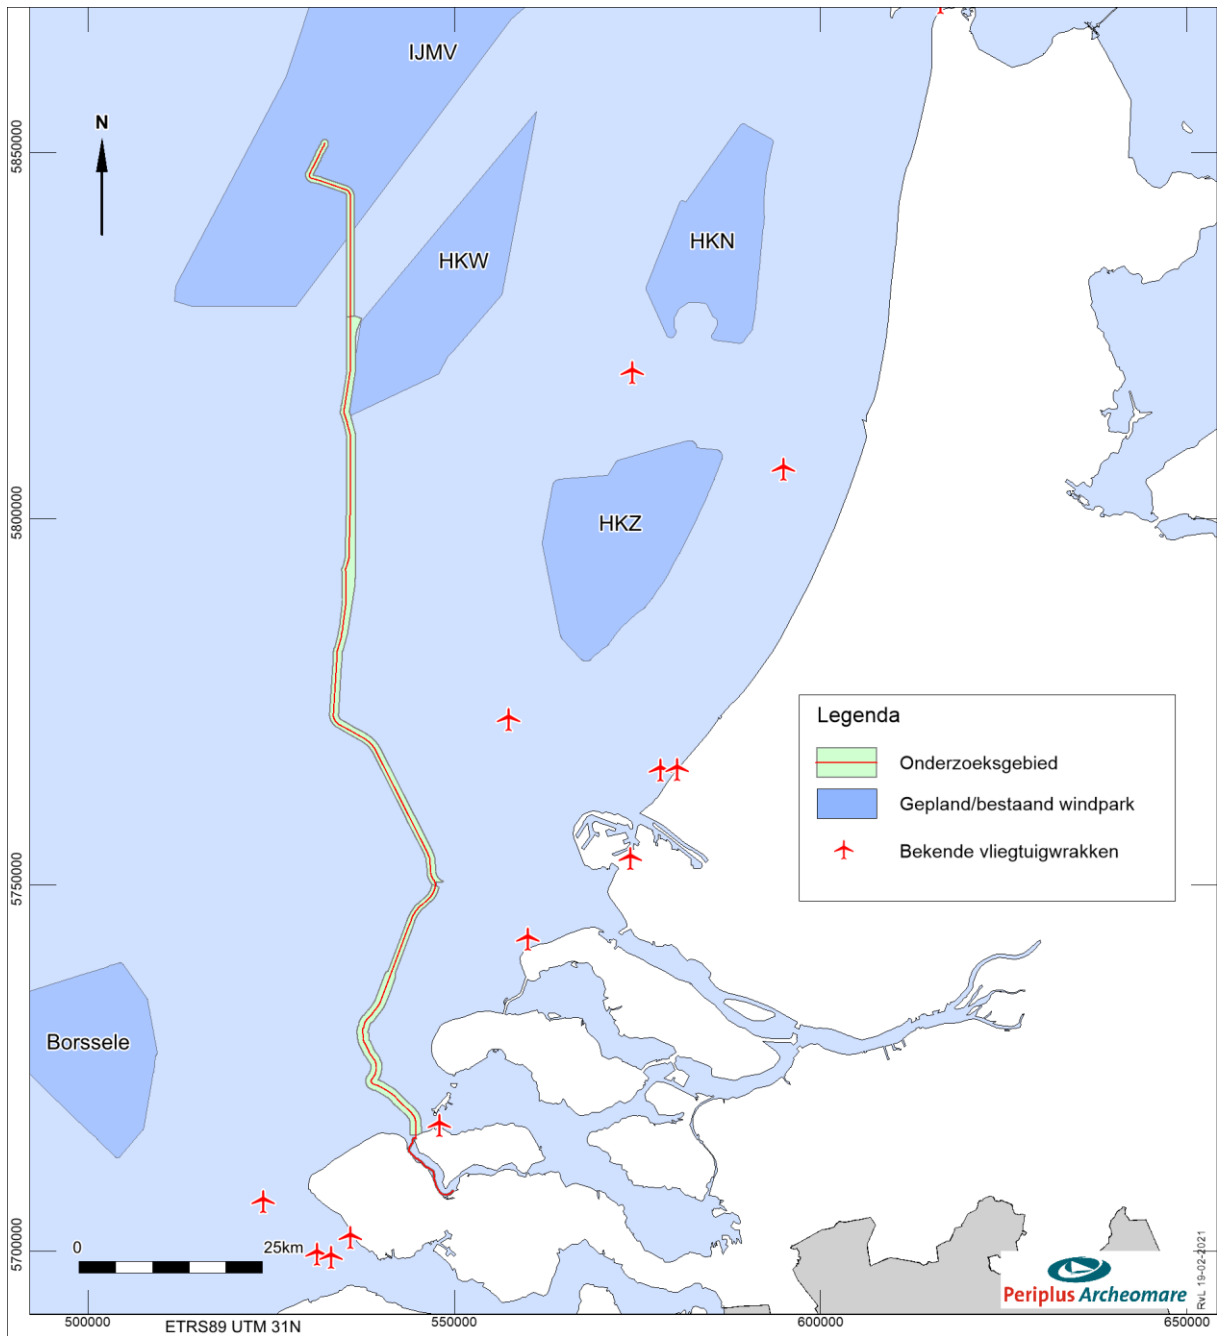 IJMV
N
5850000
HKN
HKW
5800000
HKZ
Legenda
Onderzoeksgebied
Gepland/bestaand windpark
Bekende vliegtuigwrakken
5750000
Borssele
5700000
0
25km
Periplus Archeomare
RvL 19-02-2021
500000
ETRS89 UTM 31N
550000
600000
650000